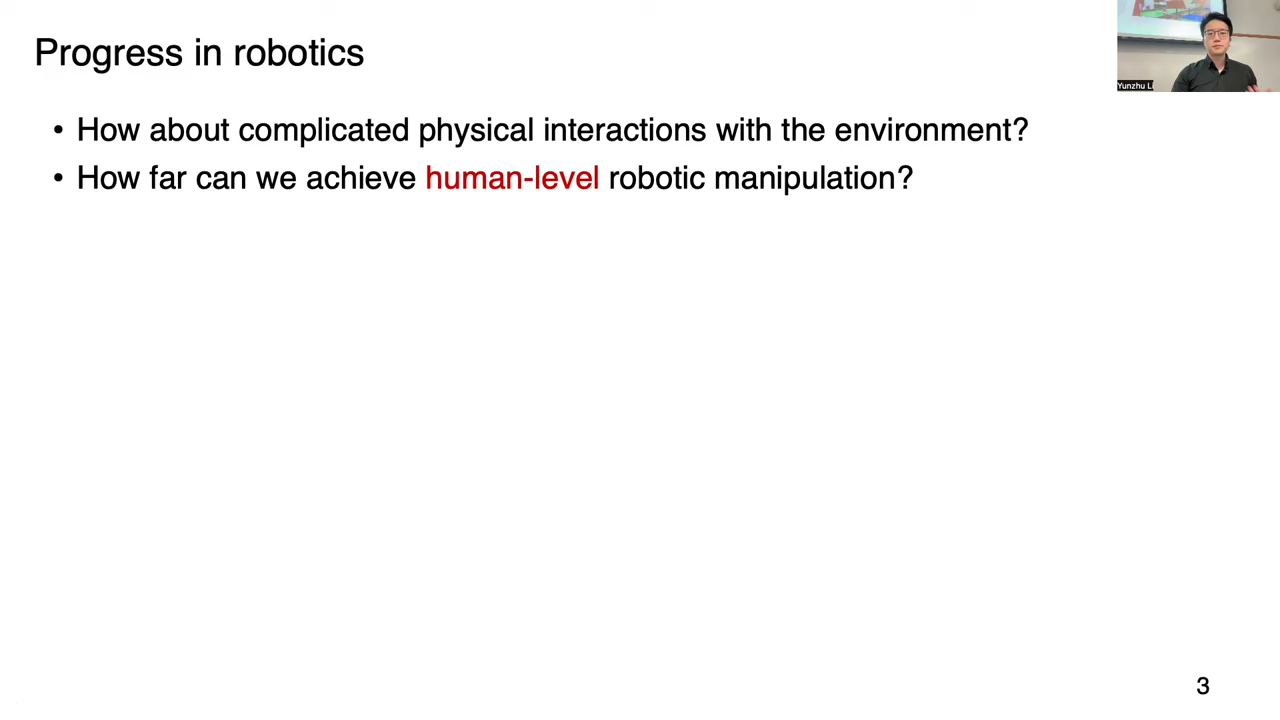 Progress in robotics
Yunzhu Li
• How about complicated physical interactions with the environment?
• How far can we achieve human-level robotic manipulation?
3